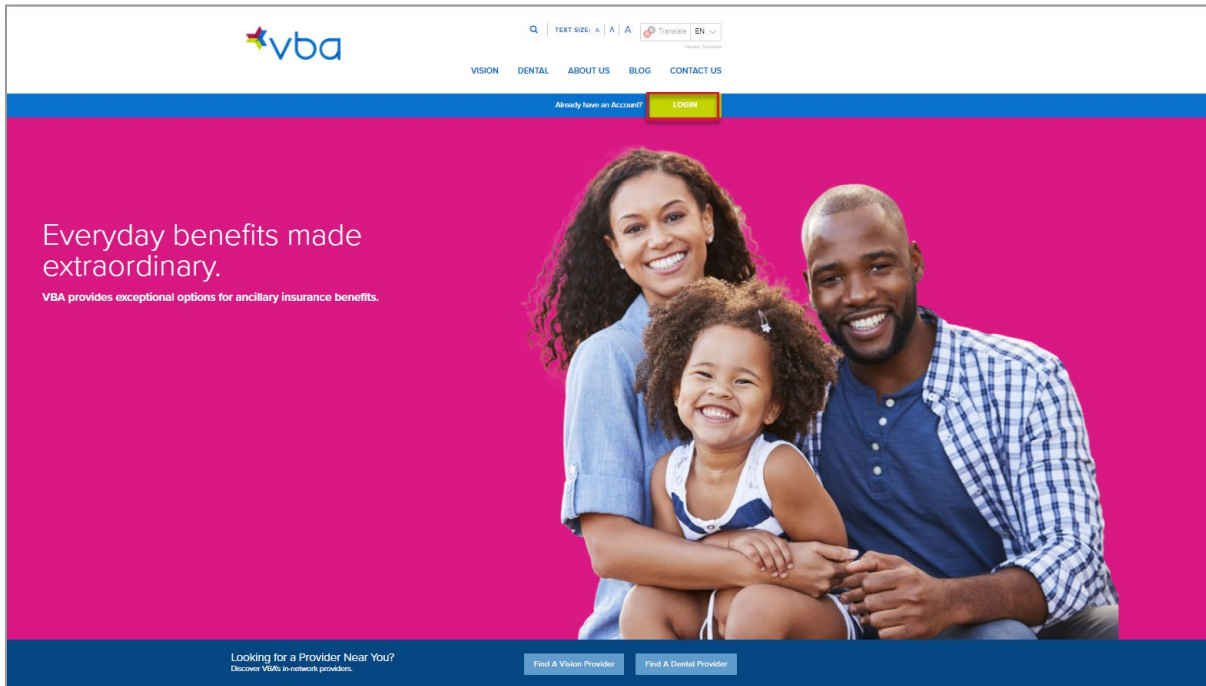 vba
TEXT SIZE: A | A | A
Translate EN
VISION DENTAL ABOUT US BLOG CONTACT US
Already have an Account? LOGIN
Everyday benefits made
extraordinary.
VBA provides exceptional options for ancillary insurance benefits.
Looking for a Provider Near You?
Discover VBA's in-network providers.
Find A Vision Provider Find A Dental Provider